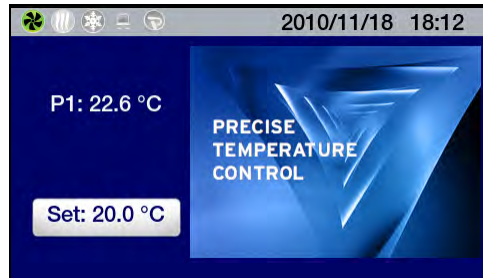 2010/11/18 18:12
P1: 22.6 °C
PRECISE
TEMPERATURE
CONTROL
Set: 20.0 °C